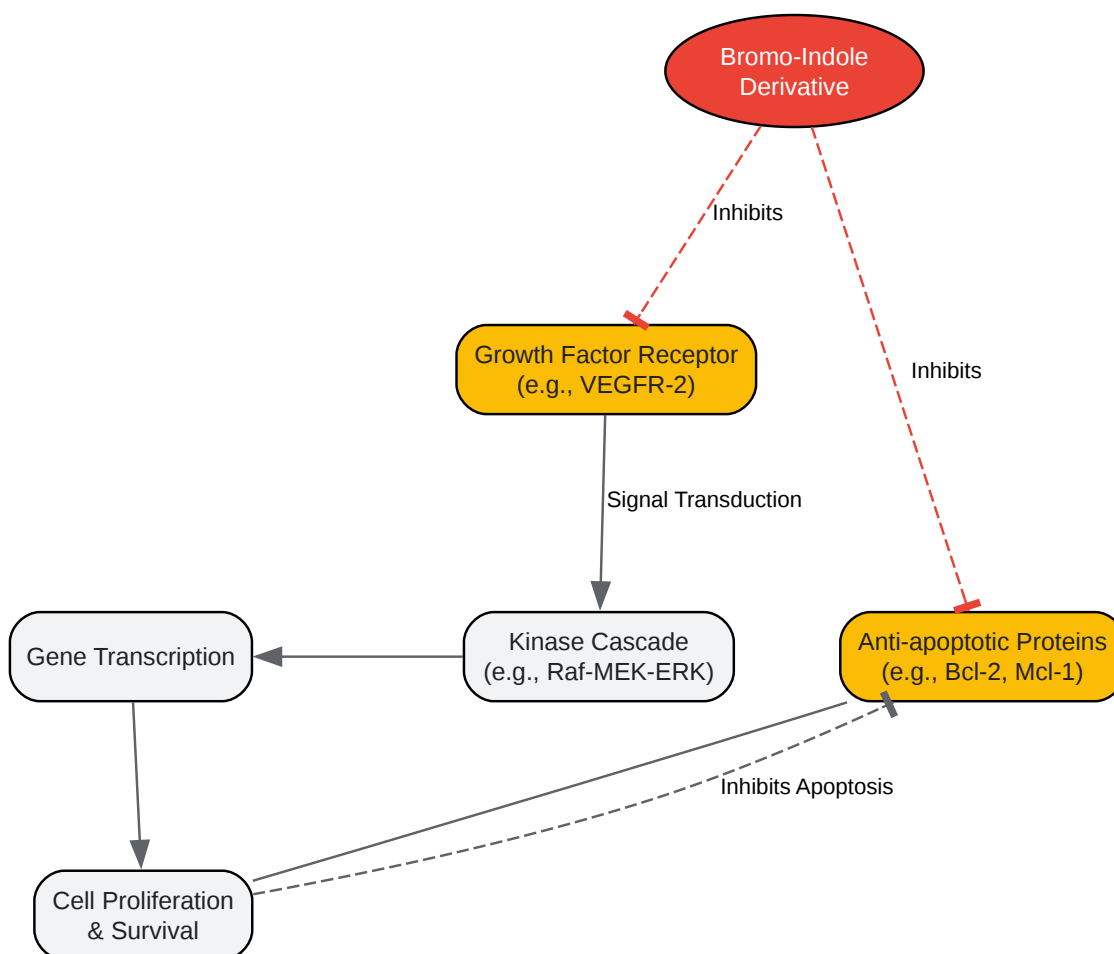 Bromo-Indole
Derivative
Inhibits
Growth Factor Receptor
(e.g., VEGFR-2)
Inhibits
Signal Transduction
Gene Transcription
Kinase Cascade
(e.g., Raf-MEK-ERK)
Anti-apoptotic Proteins
(e.g., Bcl-2, Mcl-1)
Inhibits Apoptosis
Cell Proliferation
& Survival